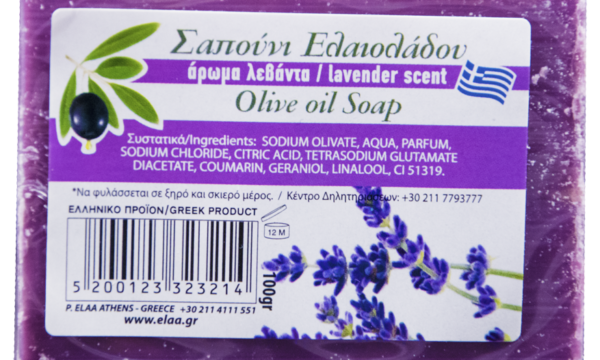 Σαπούνι Ελαιολάδου
άρωμα λεβάντα / lavender scent
Olive oil Soap
Συστατικά/Ingredients: SODIUM OLIVATE, AQUA, PARFUM,
SODIUM CHLORIDE, CITRIC ACID, TETRASODIUM GLUTAMATE
DIACETATE, COUMARIN, GERANIOL, LINALOOL, CI 51319.
*Να φυλάσσεται σε ξηρό και σκιερό μέρος. / Κέντρο Δηλητηριάσεων: +30 211 7793777
ΕΛΛΗΝΙΚΟ ΠΡΟΪΟΝ/GREEK PRODUCT
12 M
5 200123 323214
100gr
P. ELAA ATHENS - GREECE +30 211 4111 551
www.elaa.gr